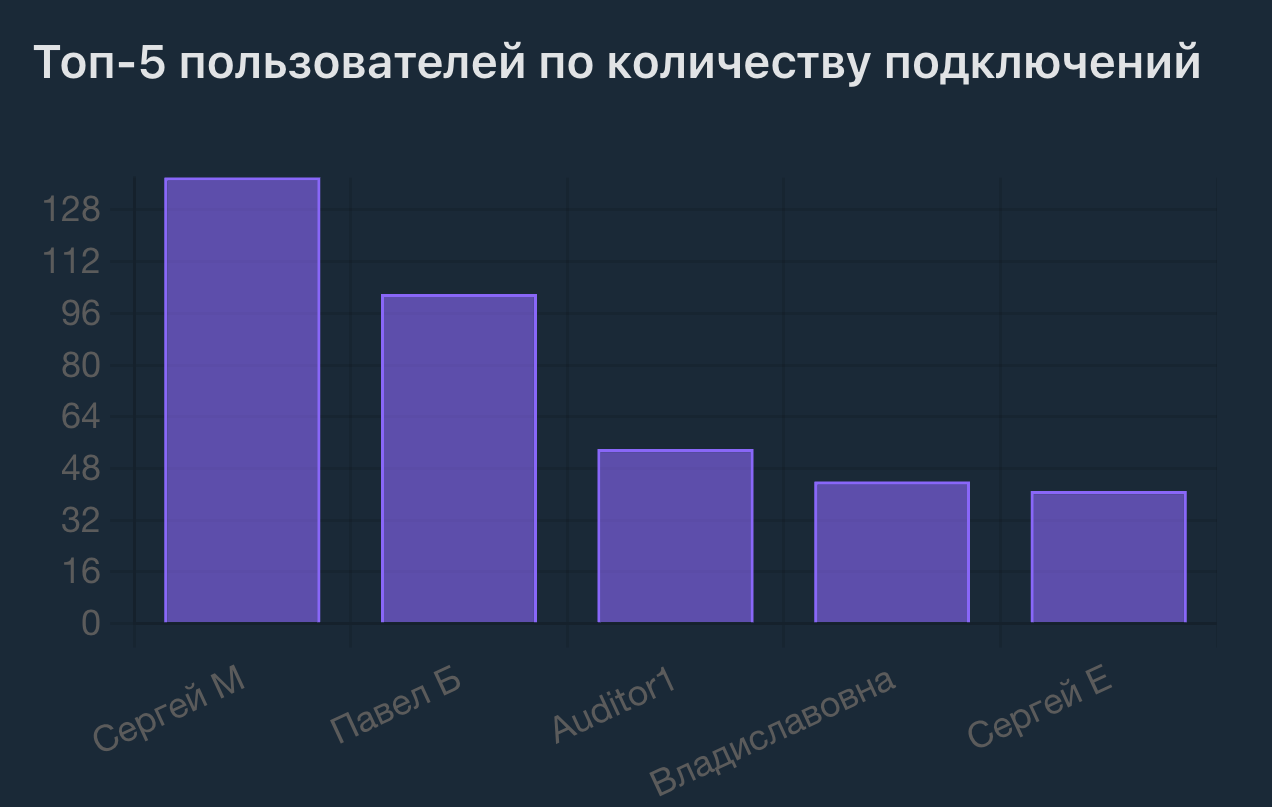 Топ-5 пользователей по количеству подключений
128
112
96
80
64
48
32
16
0
Сергей М
Павел Б
Auditor1
Владиславовна
Сергей Е